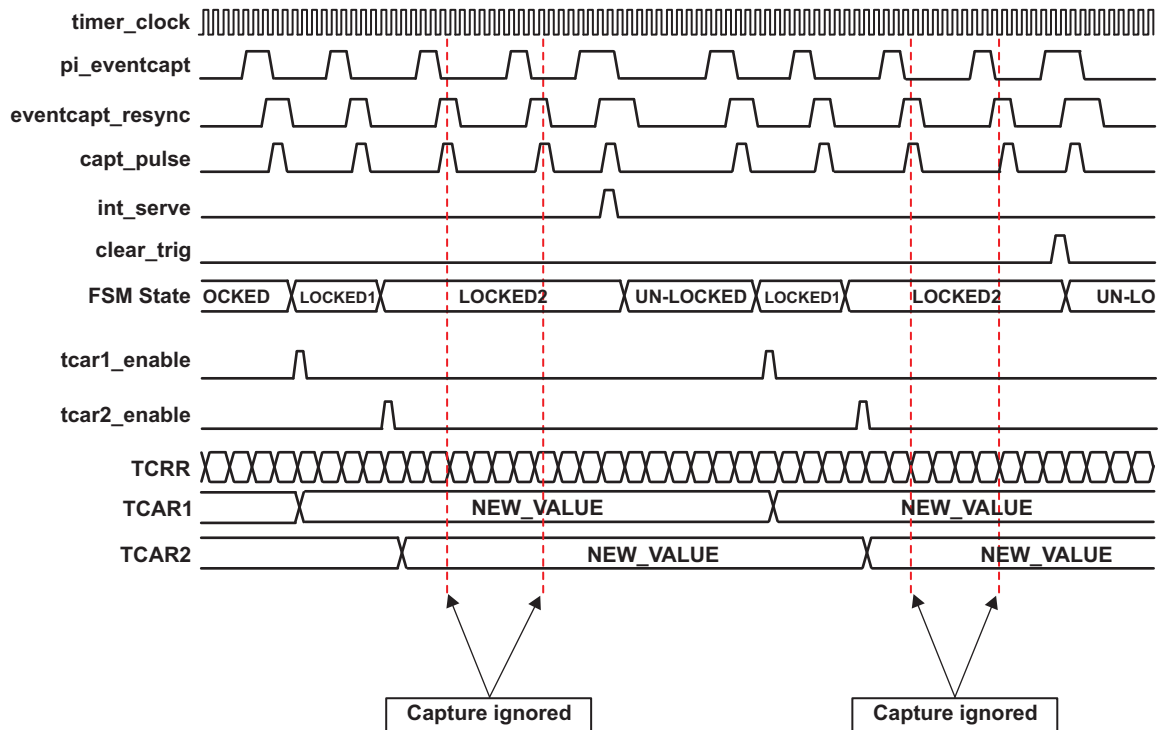 timer_clock
pi_eventcapt
eventcapt_resync
capt_pulse
int_serve
clear_trig
FSM State OCKED LOCKED1 LOCKED2 UN-LOCKED LOCKED1 LOCKED2 UN-LO
tcar1_enable
tcar2_enable
TCRR
TCAR1 NEW_VALUE NEW_VALUE
TCAR2 NEW_VALUE NEW_VALUE
Capture ignored Capture ignored